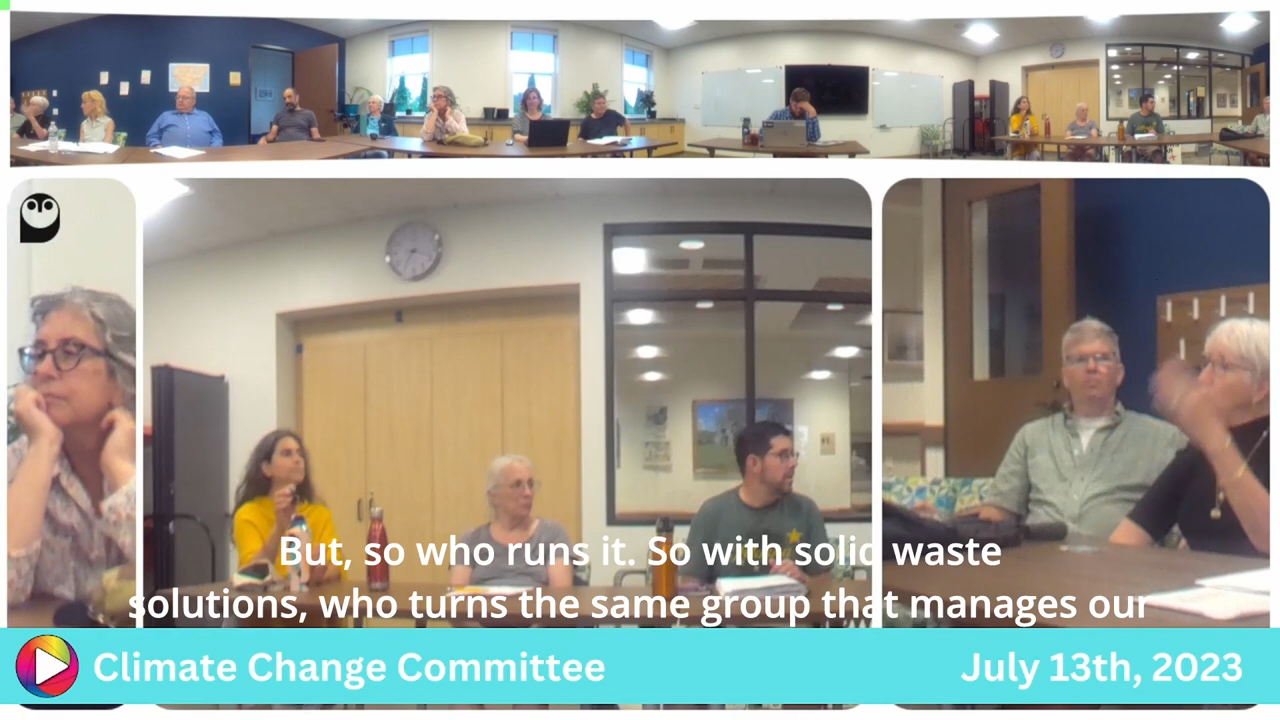 But, so who runs it. So with solid waste
solutions, who turns the same group that manages our
Climate Change Committee
July 13th, 2023